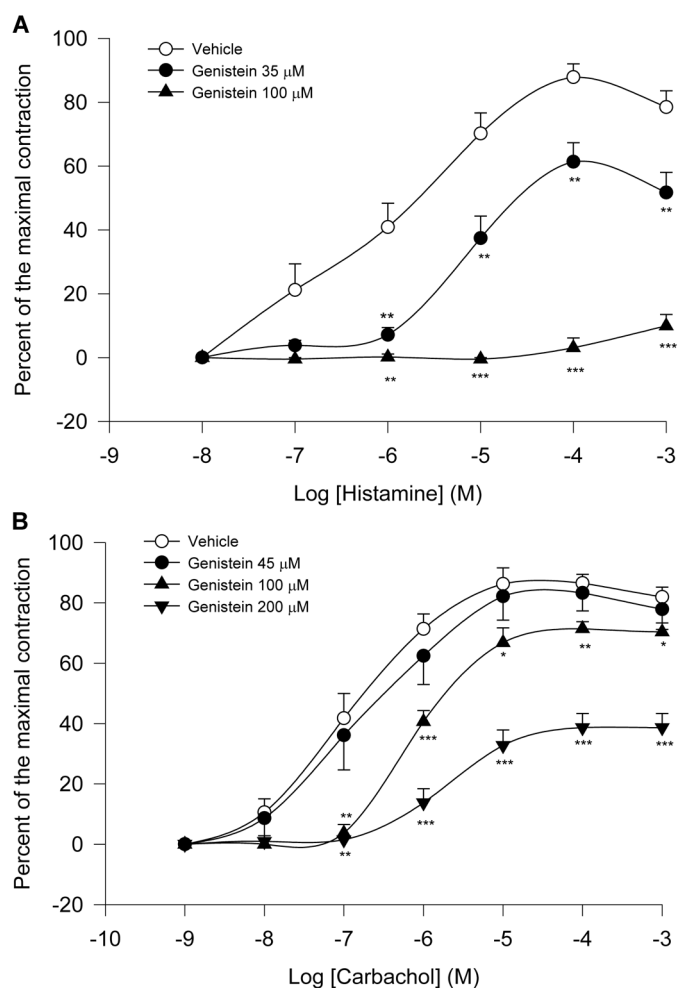 A
Vehicle
Genistein 35 μM
Genistein 100 μM
Percent of the maximal contraction
100
80
60
40
20
0
-20
**
**
**
**
**
***
***
***
-9 -8 -7 -6 -5 -4 -3
Log [Histamine] (M)
B
Vehicle
Genistein 45 μM
Genistein 100 μM
Genistein 200 μM
Percent of the maximal contraction
100
80
60
40
20
0
-20
*
**
*
***
**
**
***
***
***
***
-10 -9 -8 -7 -6 -5 -4 -3
Log [Carbachol] (M)